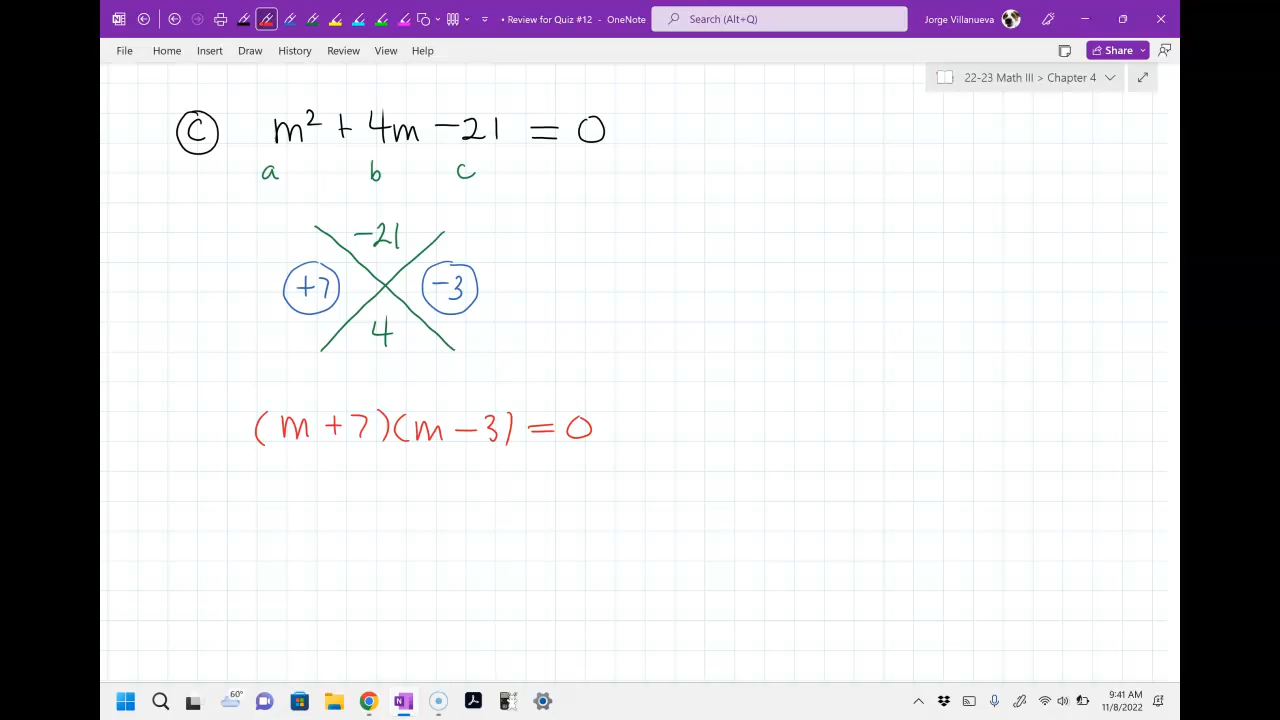 • Review for Quiz #12 - OneNote
Search (Alt+Q)
Jorge Villanueva
File Home Insert Draw History Review View Help
Share
22-23 Math III > Chapter 4
C m² + 4m - 21 = 0
a b c
-21
+7 -3
4
(m + 7)(m - 3) = 0
60°
9:41 AM
11/8/2022